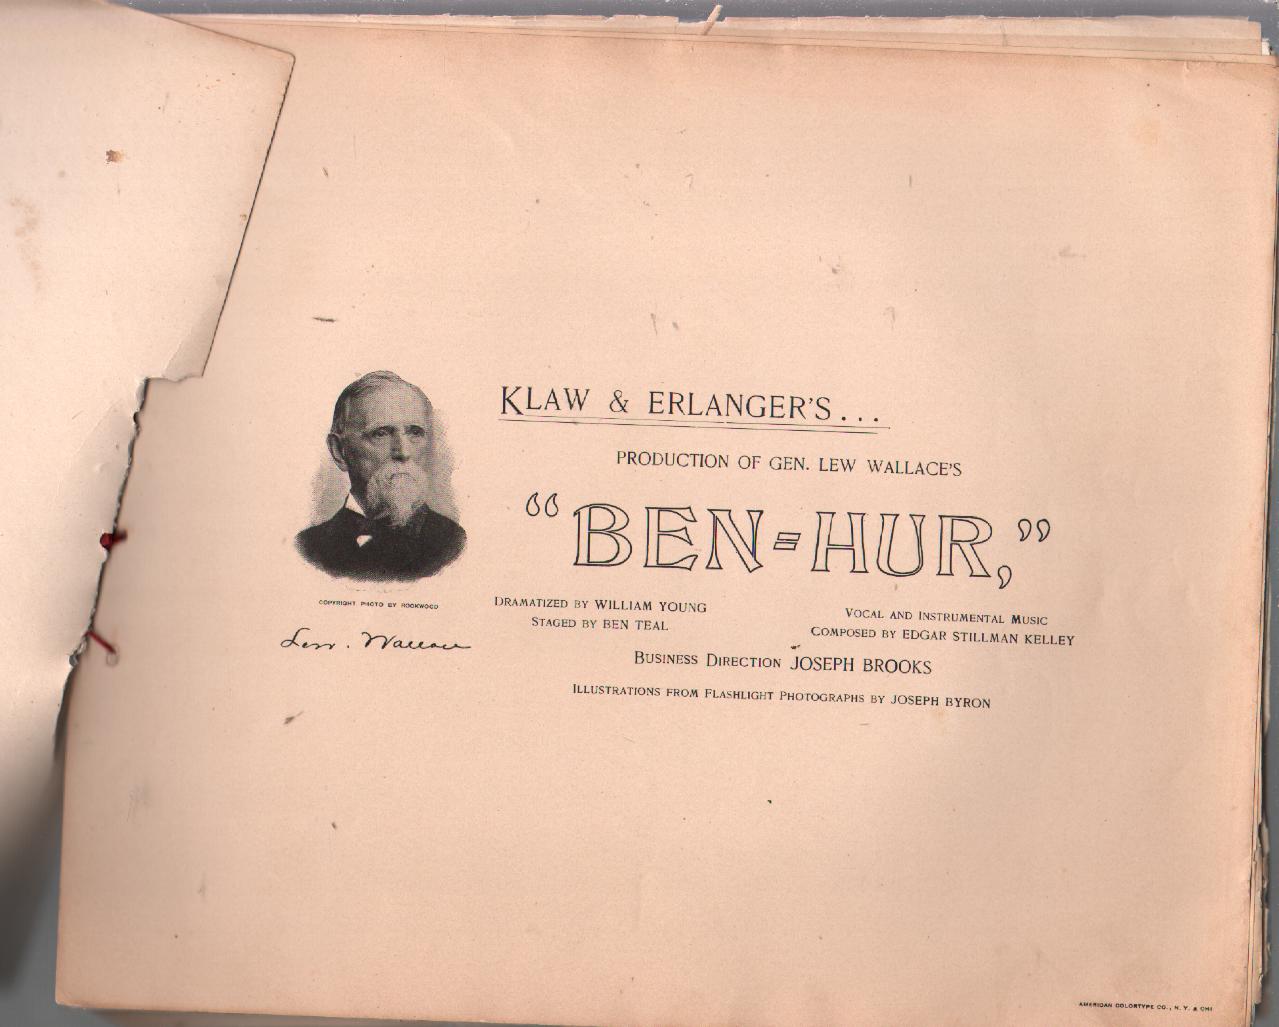 KLAW & ERLANGER'S...
PRODUCTION OF GEN. LEW WALLACE'S
"BEN-HUR,"
COPYRIGHT PHOTO BY ROCKWOOD
Lew. Wallace
DRAMATIZED BY WILLIAM YOUNG
STAGED BY BEN TEAL
VOCAL AND INSTRUMENTAL MUSIC
COMPOSED BY EDGAR STILLMAN KELLEY
BUSINESS DIRECTION JOSEPH BROOKS
ILLUSTRATIONS FROM FLASHLIGHT PHOTOGRAPHS BY JOSEPH BYRON
AMERICAN COLORTYPE CO., N. Y. & CHI